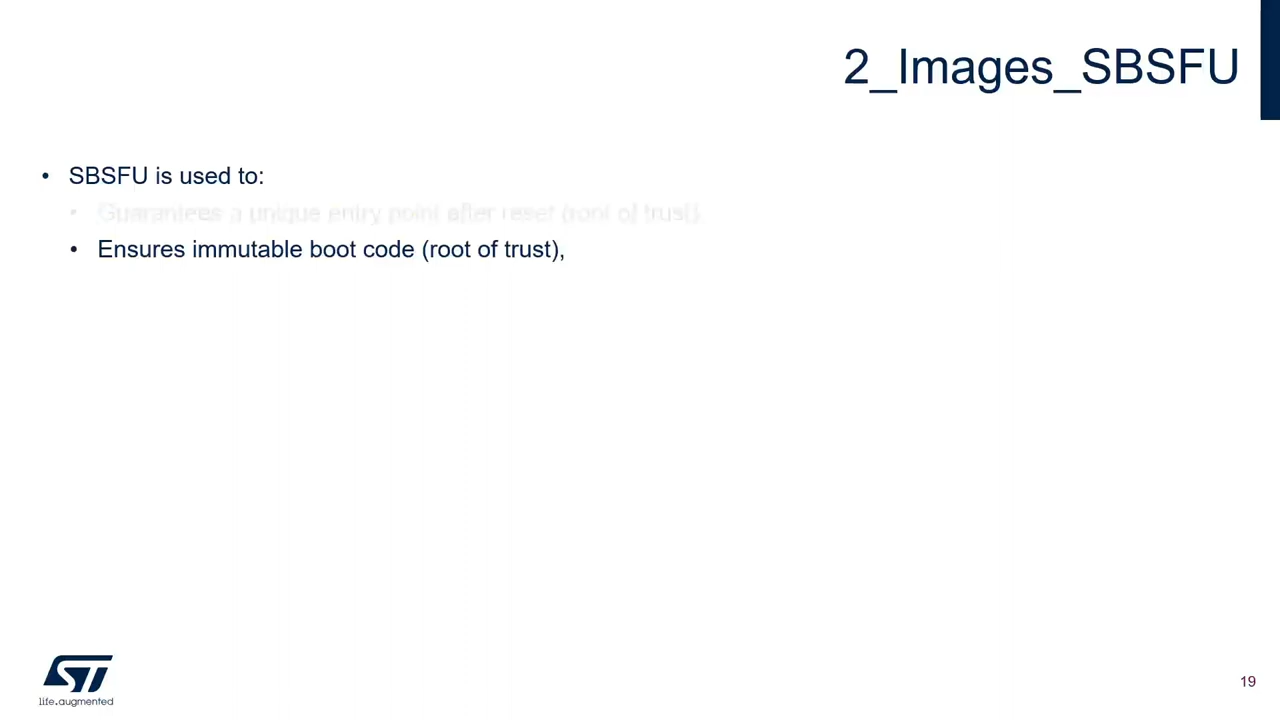 2_Images_SBSFU
• SBSFU is used to:
• Guarantees a unique entry point after reset (root of trust)
• Ensures immutable boot code (root of trust),
ST
life.augmented
19